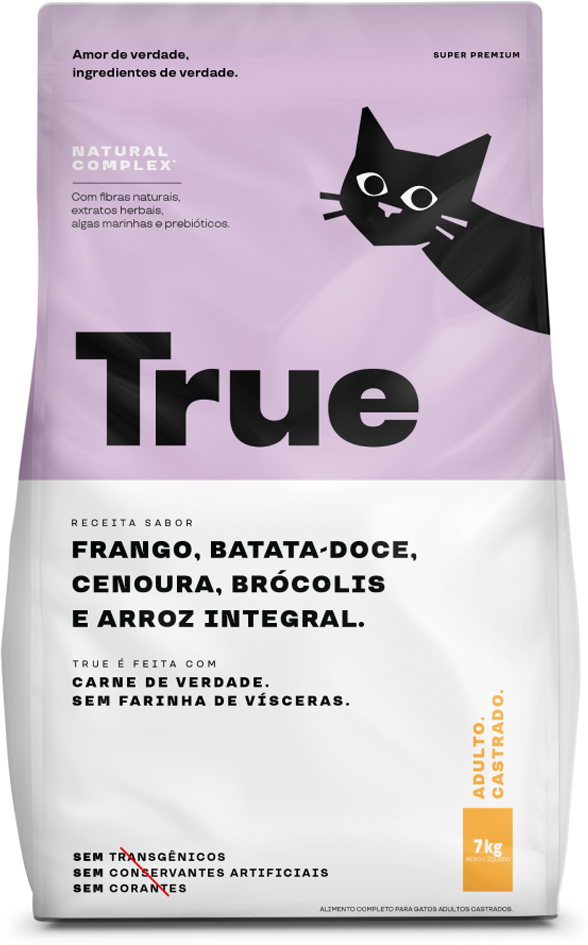 Amor de verdade,
ingredientes de verdade.
SUPER PREMIUM
NATURAL
COMPLEX*
Com fibras naturais,
extratos herbais,
algas marinhas e prebióticos.
True
RECEITA SABOR
FRANGO, BATATA-DOCE,
CENOURA, BRÓCOLIS
E ARROZ INTEGRAL.
TRUE É FEITA COM
CARNE DE VERDADE.
SEM FARINHA DE VÍSCERAS.
ADULTO.
CASTRADO.
7kg
PESO LÍQUIDO
SEM TRANSGÊNICOS
SEM CONSERVANTES ARTIFICIAIS
SEM CORANTES
ALIMENTO COMPLETO PARA GATOS ADULTOS CASTRADOS.